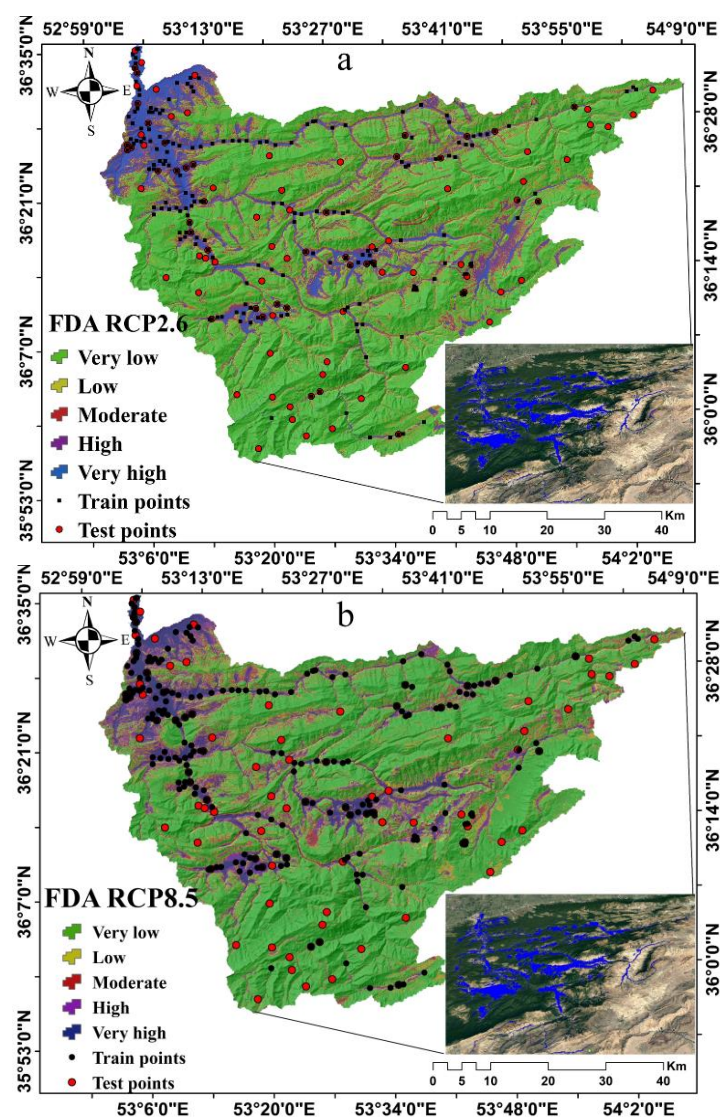 52°59'0"E 53°13'0"E 53°27'0"E 53°41'0"E 53°55'0"E 54°9'0"E
a
N
W E
S
36°35'0"N
36°21'0"N
36°7'0"N
35°53'0"N
36°28'0"N
36°14'0"N
36°0'0"N
FDA RCP2.6
Very low
Low
Moderate
High
Very high
Train points
Test points
Km
0 5 10 20 30 40
53°6'0"E 53°20'0"E 53°34'0"E 53°48'0"E 54°2'0"E
52°59'0"E 53°13'0"E 53°27'0"E 53°41'0"E 53°55'0"E 54°9'0"E
b
N
W E
S
36°35'0"N
36°21'0"N
36°7'0"N
35°53'0"N
36°28'0"N
36°14'0"N
36°0'0"N
FDA RCP8.5
Very low
Low
Moderate
High
Very high
Train points
Test points
Km
0 5 10 20 30 40
53°6'0"E 53°20'0"E 53°34'0"E 53°48'0"E 54°2'0"E